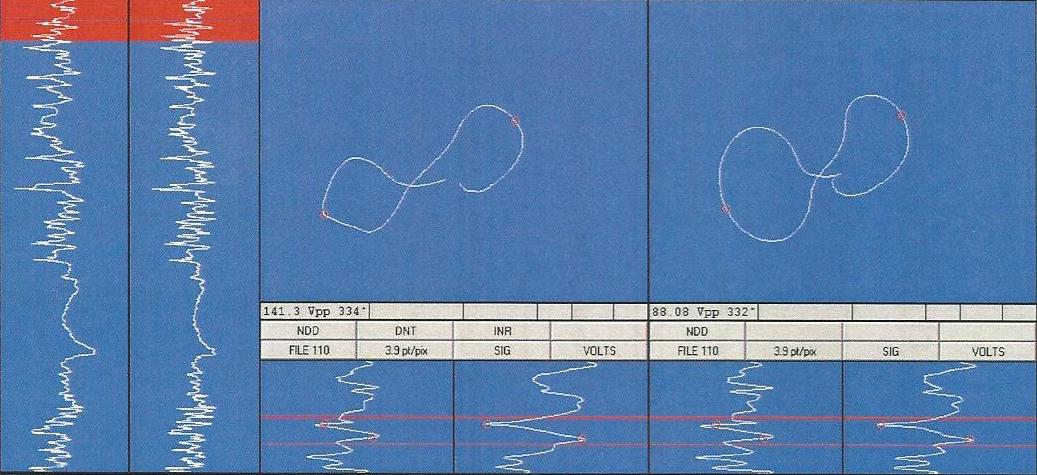 141.3 Vpp 334° 88.08 Vpp 332°
NDD DNT INR NDD
FILE 110 3.9 pt/pix SIG VOLTS FILE 110 3.9 pt/pix SIG VOLTS